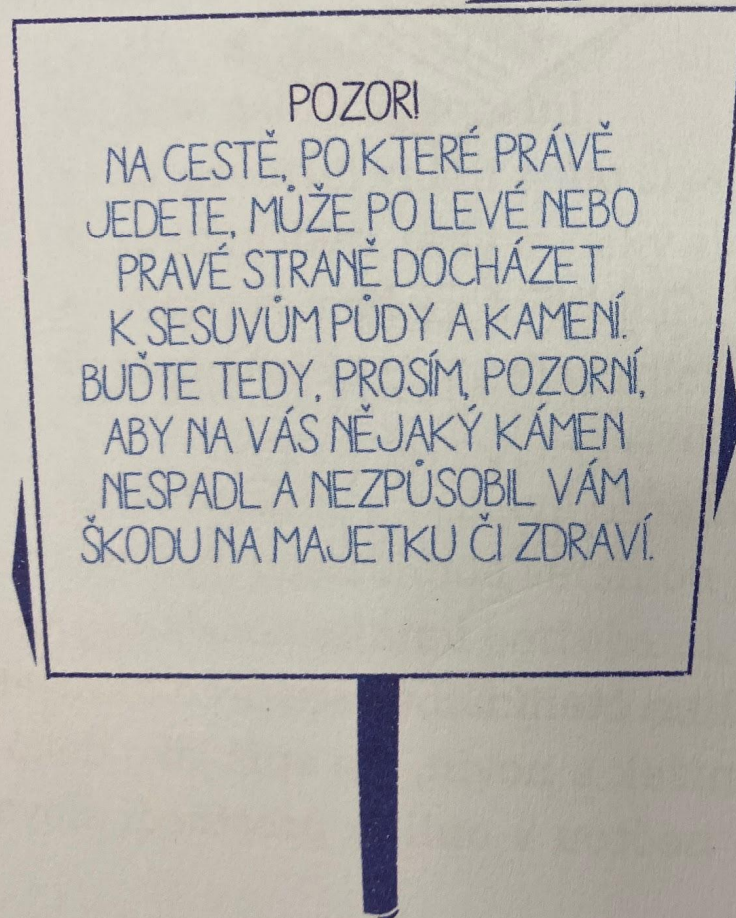 POZOR!
NA CESTĚ, PO KTERÉ PRÁVĚ
JEDETE, MŮŽE PO LEVÉ NEBO
PRAVÉ STRANĚ DOCHÁZET
K SESUVŮM PŮDY A KAMENÍ.
BUĎTE TEDY, PROSÍM, POZORNÍ,
ABY NA VÁS NĚJAKÝ KÁMEN
NESPADL A NEZPŮSOBIL VÁM
ŠKODU NA MAJETKU ČI ZDRAVÍ.